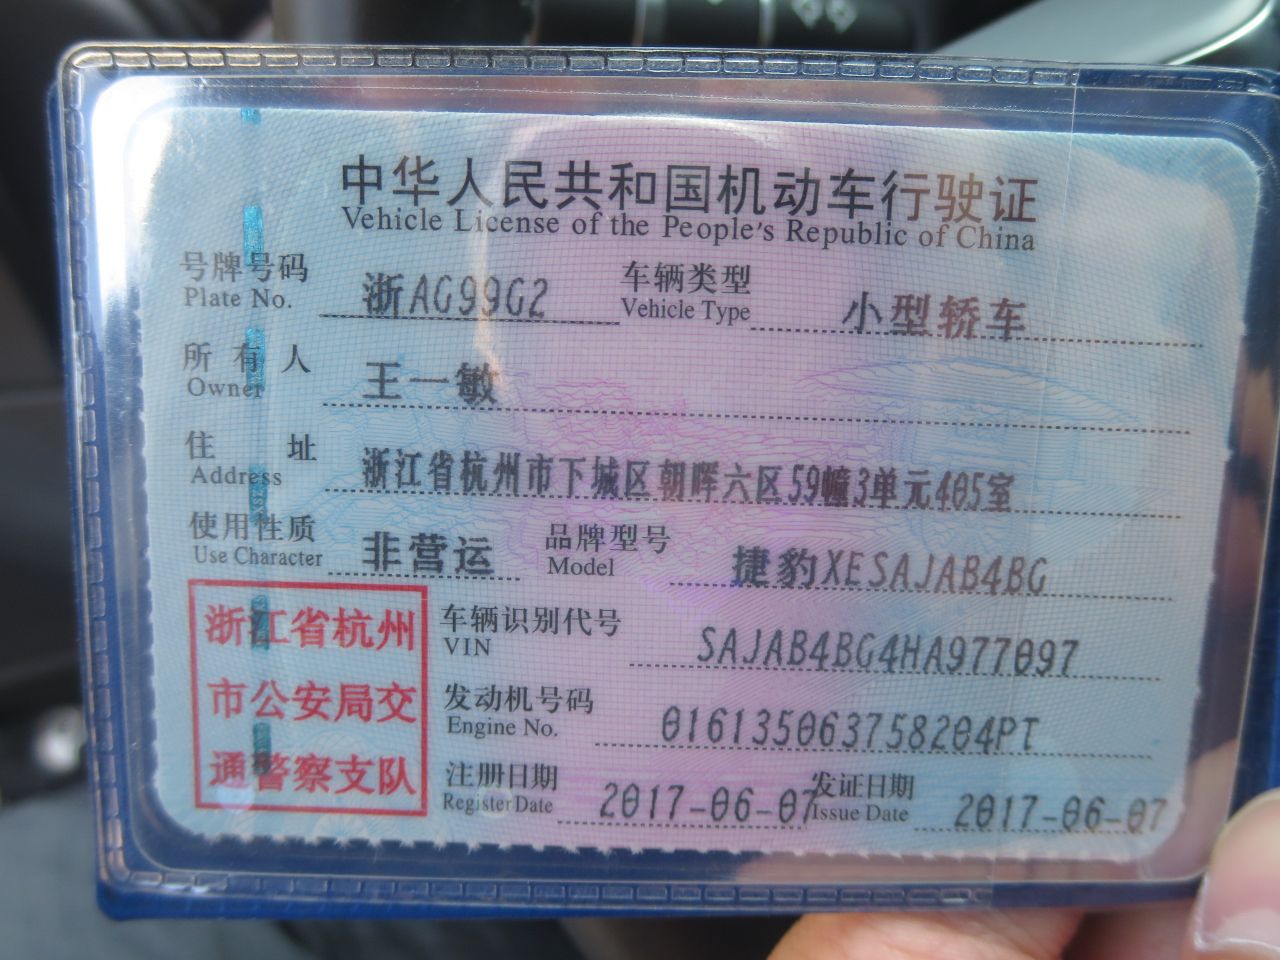 中华人民共和国机动车行驶证
Vehicle License of the People's Republic of China
号牌号码 浙AG99G2 车辆类型 小型轿车
Plate No. Vehicle Type
所有人 王一敏
Owner
住址 浙江省杭州市下城区朝晖六区59幢3单元405室
Address
使用性质 非营运 品牌型号 捷豹XESAJAB4BG
Use Character Model
浙江省杭州
市公安局交
通警察支队
车辆识别代号 SAJAB4BG4HA977097
VIN
发动机号码 016135063758204PT
Engine No.
注册日期 2017-06-07 发证日期 2017-06-07
Register Date Issue Date